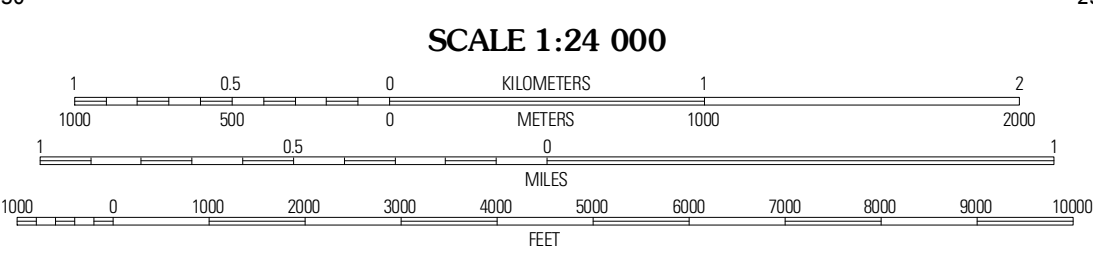 SCALE 1:24 000
1 0.5 0 KILOMETERS 1 2
1000 500 0 METERS 1000 2000
1 0.5 0 1
MILES
1000 0 1000 2000 3000 4000 5000 6000 7000 8000 9000 10000
FEET